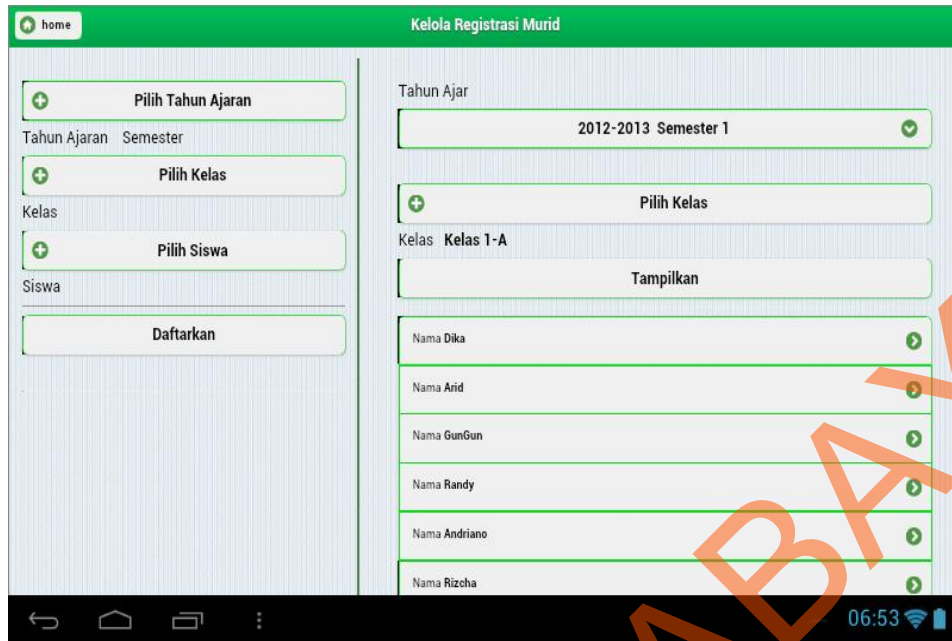 home
Kelola Registrasi Murid
Pilih Tahun Ajaran
Tahun Ajaran Semester
Pilih Kelas
Kelas
Pilih Siswa
Siswa
Daftarkan
Tahun Ajar
2012-2013 Semester 1
Pilih Kelas
Kelas Kelas 1-A
Tampilkan
Nama Dika
Nama Arid
Nama GunGun
Nama Randy
Nama Andriano
Nama Rizcha
06:53
ABAY